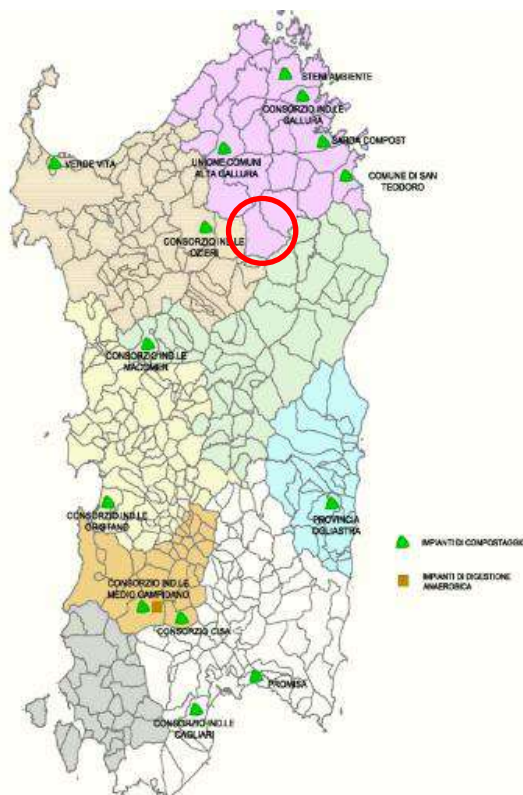 STENI AMBIENTE
CONSORZIO IND.LE
GALLURA
SARDA COMPOST
UNIONE COMUNI
ALTA GALLURA
VERDE VITA
COMUNE DI SAN
TEODORO
CONSORZIO IND.LE
OZIERI
CONSORZIO IND.LE
MACOMER
CONSORZIO IND.LE
ORISTANO
PROVINCIA
OGLIASTRA
IMPIANTI DI COMPOSTAGGIO
IMPIANTI DI DIGESTIONE
ANAEROBICA
CONSORZIO IND.LE
MEDIO CAMPIDANO
CONSORZIO CISA
PROMISA
CONSORZIO IND.LE
CAGLIARI